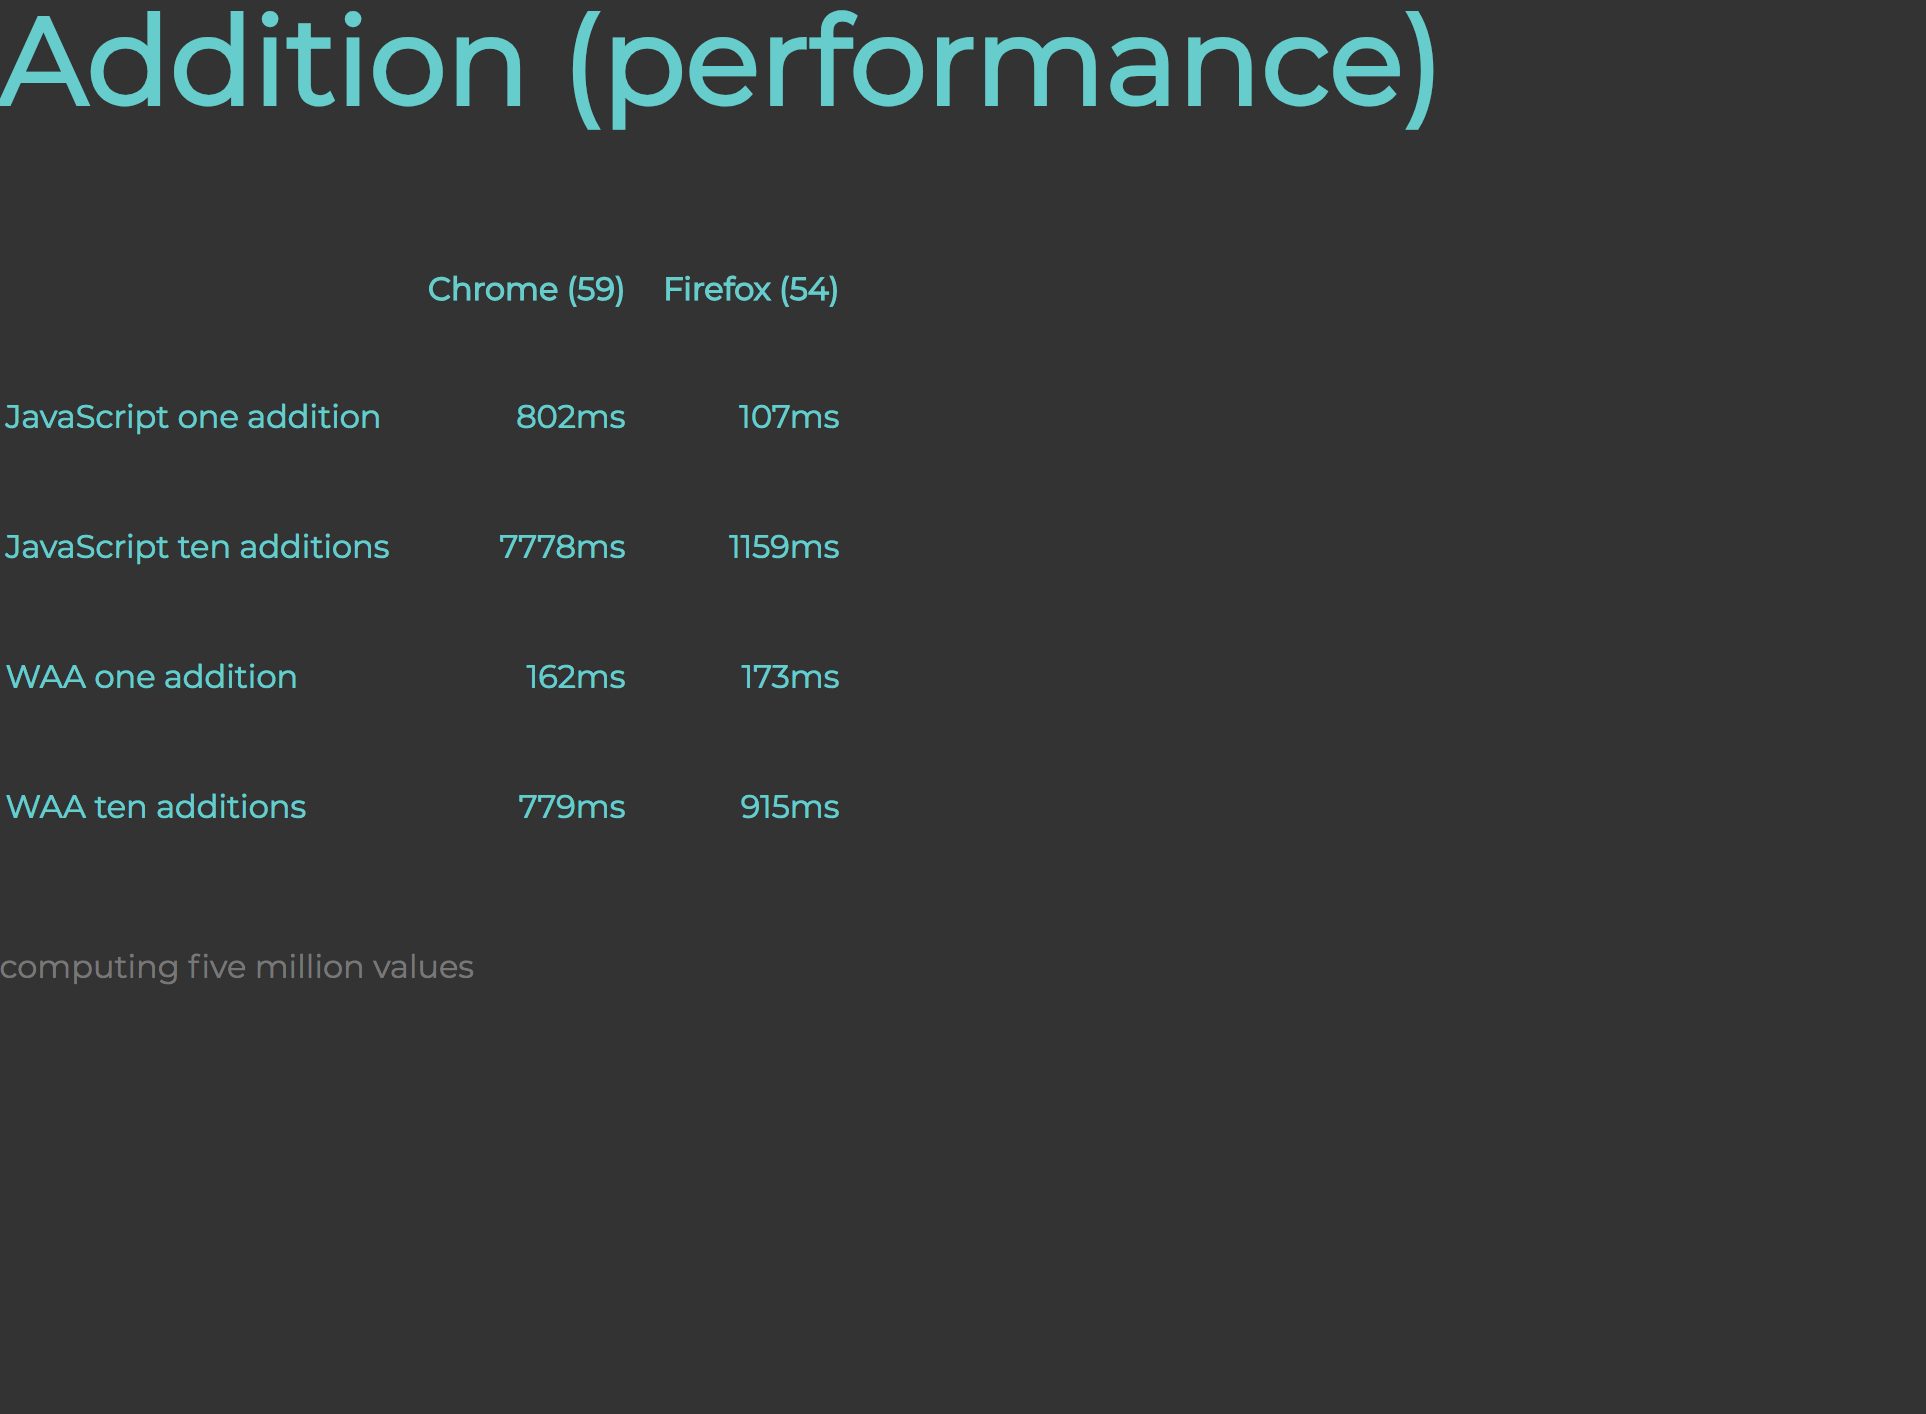 Addition (performance)
Chrome (59) Firefox (54)
JavaScript one addition 802ms 107ms
JavaScript ten additions 7778ms 1159ms
WAA one addition 162ms 173ms
WAA ten additions 779ms 915ms
computing five million values